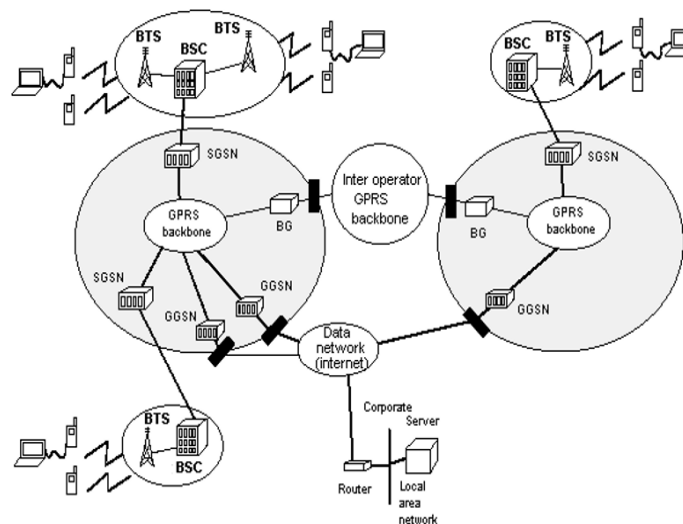 BTS
BTS
BSC
BSC
BTS
SGSN
SGSN
Inter operator
GPRS
backbone
GPRS
backbone
BG
BG
GPRS
backbone
SGSN
GGSN
GGSN
GGSN
Data
network
(internet)
BTS
BSC
Corporate
Server
Router
Local
area
network